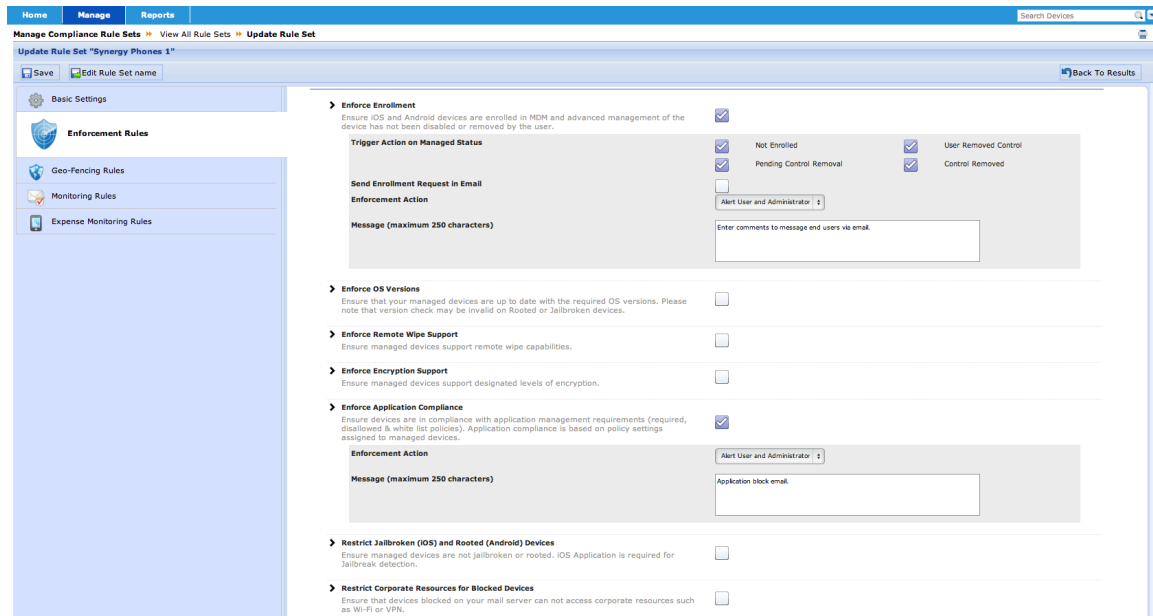 Home Manage Reports Search Devices
Manage Compliance Rule Sets View All Rule Sets Update Rule Set
Update Rule Set "Synergy Phones 1"
Save Edit Rule Set name Back To Results
Basic Settings
Enforcement Rules
Geo-Fencing Rules
Monitoring Rules
Expense Monitoring Rules
Enforce Enrollment
Ensure iOS and Android devices are enrolled in MDM and advanced management of the
device has not been disabled or removed by the user.
Trigger Action on Managed Status Not Enrolled User Removed Control
Pending Control Removal Control Removed
Send Enrollment Request in Email
Enforcement Action Alert User and Administrator
Message (maximum 250 characters) Enter comments to message end users via email.
Enforce OS Versions
Ensure that your managed devices are up to date with the required OS versions. Please
note that version check may be invalid on Rooted or Jailbroken devices.
Enforce Remote Wipe Support
Ensure managed devices support remote wipe capabilities.
Enforce Encryption Support
Ensure managed devices support designated levels of encryption.
Enforce Application Compliance
Ensure devices are in compliance with application management requirements (required,
disallowed & white list policies). Application compliance is based on policy settings
assigned to managed devices.
Enforcement Action Alert User and Administrator
Message (maximum 250 characters) Application block email.
Restrict Jailbroken (iOS) and Rooted (Android) Devices
Ensure managed devices are not jailbroken or rooted. iOS Application is required for
Jailbreak detection.
Restrict Corporate Resources for Blocked Devices
Ensure that devices blocked on your mail server can not access corporate resources such
as Wi-Fi or VPN.